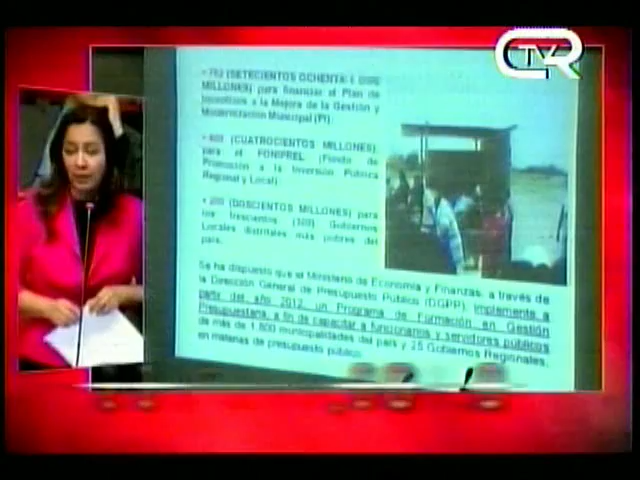 CTVR
• 762 (SETECIENTOS OCHENTA Y DOS
MILLONES) para financiar el Plan de
Incentivos a la Mejora de la Gestión y
Modernización Municipal (PI).
• 400 (CUATROCIENTOS MILLONES)
para el FONIPREL (Fondo de
Promoción a la Inversión Pública
Regional y Local)
• 200 (DOSCIENTOS MILLONES) para
los trescientos (300) Gobiernos
Locales distritales más pobres del
país.
Se ha dispuesto que el Ministerio de Economía y Finanzas, a través de
la Dirección General de Presupuesto Público (DGPP), implemente a
partir del año 2012, un Programa de Formación en Gestión
Presupuestaria, a fin de capacitar a funcionarios y servidores públicos
de más de 1,800 municipalidades del país y 25 Gobiernos Regionales,
en materias de presupuesto público.